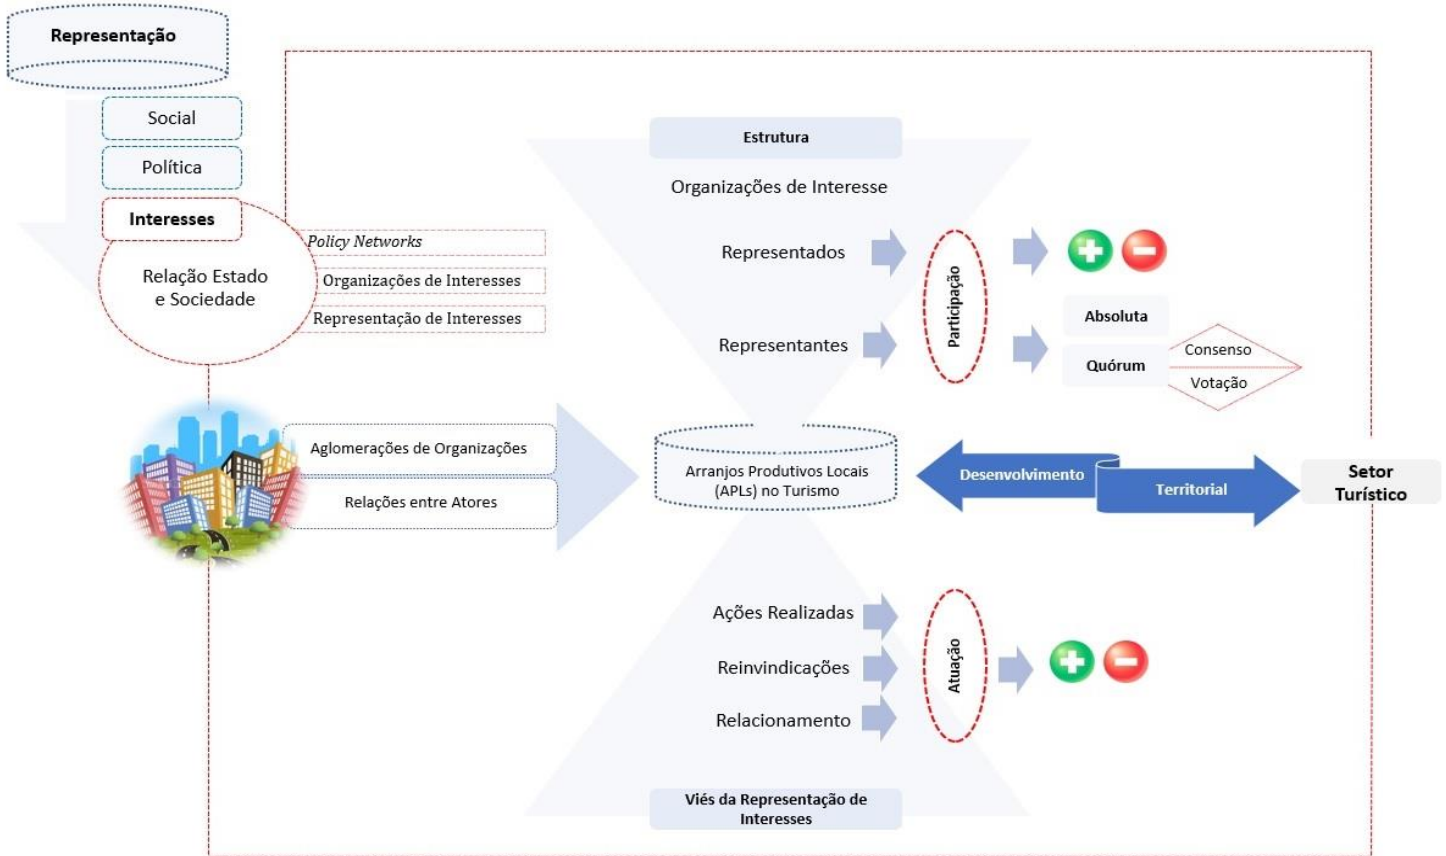 Representação
Social
Política
Interesses
Relação Estado
e Sociedade
Policy Networks
Organizações de Interesses
Representação de Interesses
Aglomerações de Organizações
Relações entre Atores
Estrutura
Organizações de Interesse
Representados
Representantes
Participação
Absoluta
Quórum
Consenso
Votação
Arranjos Produtivos Locais
(APLs) no Turismo
Desenvolvimento
Territorial
Setor
Turístico
Ações Realizadas
Reinvindicações
Relacionamento
Atuação
Viés da Representação de
Interesses